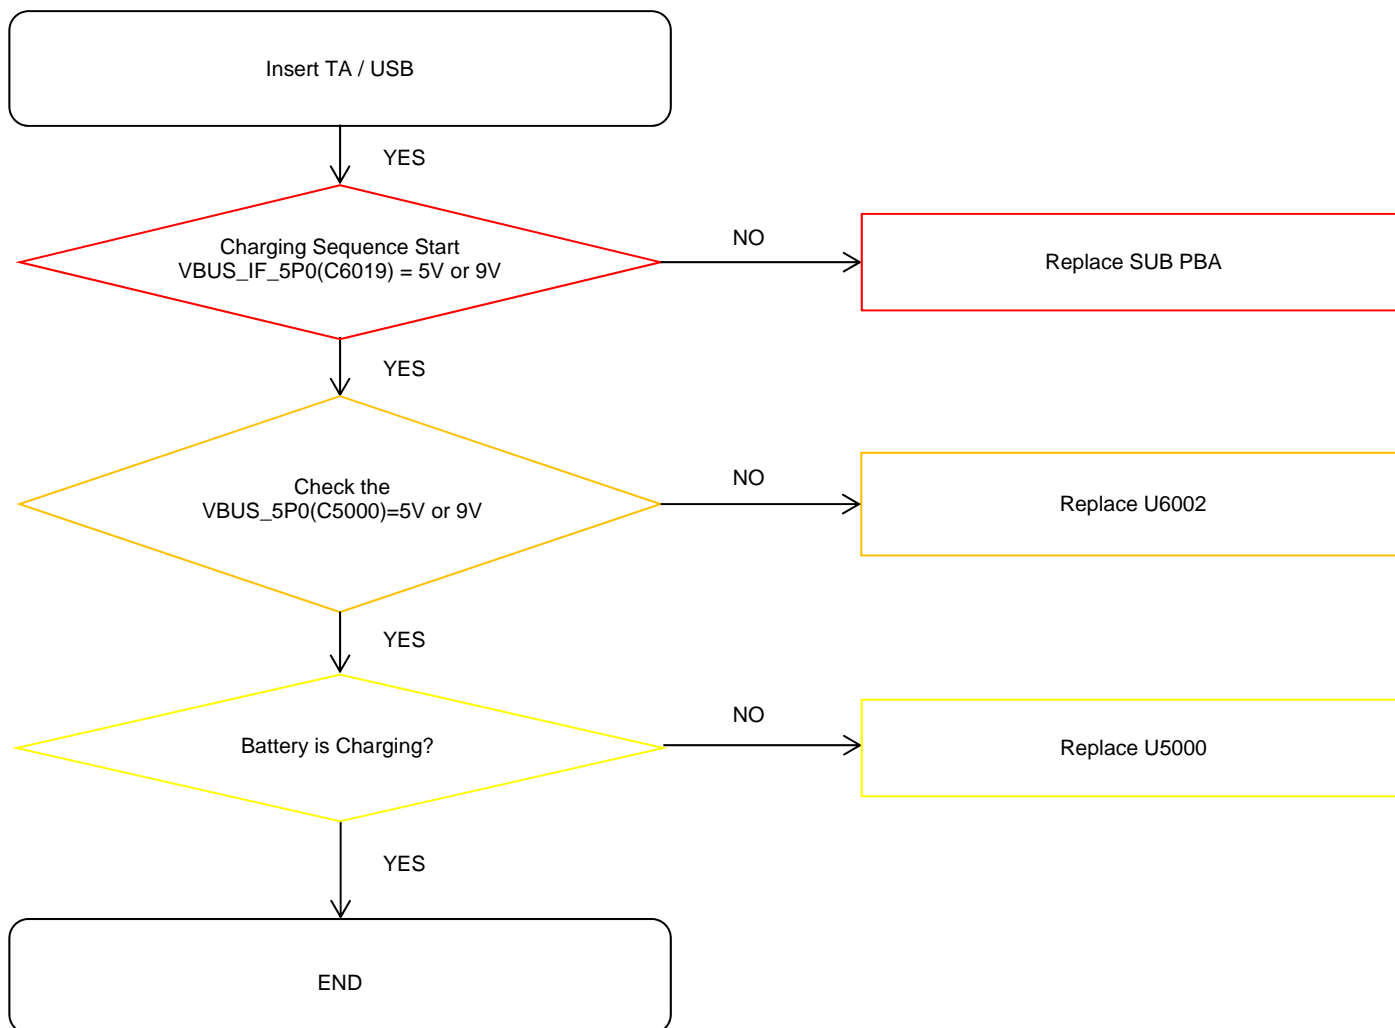 Insert TA / USB
YES
Charging Sequence Start
VBUS_IF_5P0(C6019) = 5V or 9V
NO
Replace SUB PBA
YES
Check the
VBUS_5P0(C5000)=5V or 9V
NO
Replace U6002
YES
Battery is Charging?
NO
Replace U5000
YES
END